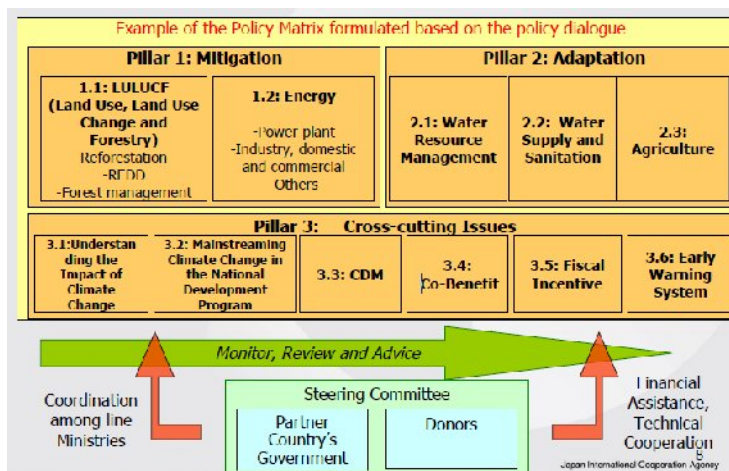 Example of the Policy Matrix formulated based on the policy dialogue
Pillar 1: Mitigation
1.1: LULUCF
(Land Use, Land Use
Change and
Forestry)
Reforestation
-REDD
-Forest management
1.2: Energy
-Power plant
-Industry, domestic
and commercial
Others
Pillar 2: Adaptation
2.1: Water
Resource
Management
2.2: Water
Supply and
Sanitation
2.3:
Agriculture
Pillar 3: Cross-cutting Issues
3.1:Understan
ding the
Impact of
Climate
Change
3.2: Mainstreaming
Climate Change in
the National
Development
Program
3.3: CDM
3.4:
Co-Benefit
3.5: Fiscal
Incentive
3.6: Early
Warning
System
Monitor, Review and Advice
Coordination
among line
Ministries
Steering Committee
Partner
Country's
Government
Donors
Financial
Assistance,
Technical
Cooperation
8
Japan International Cooperation Agency